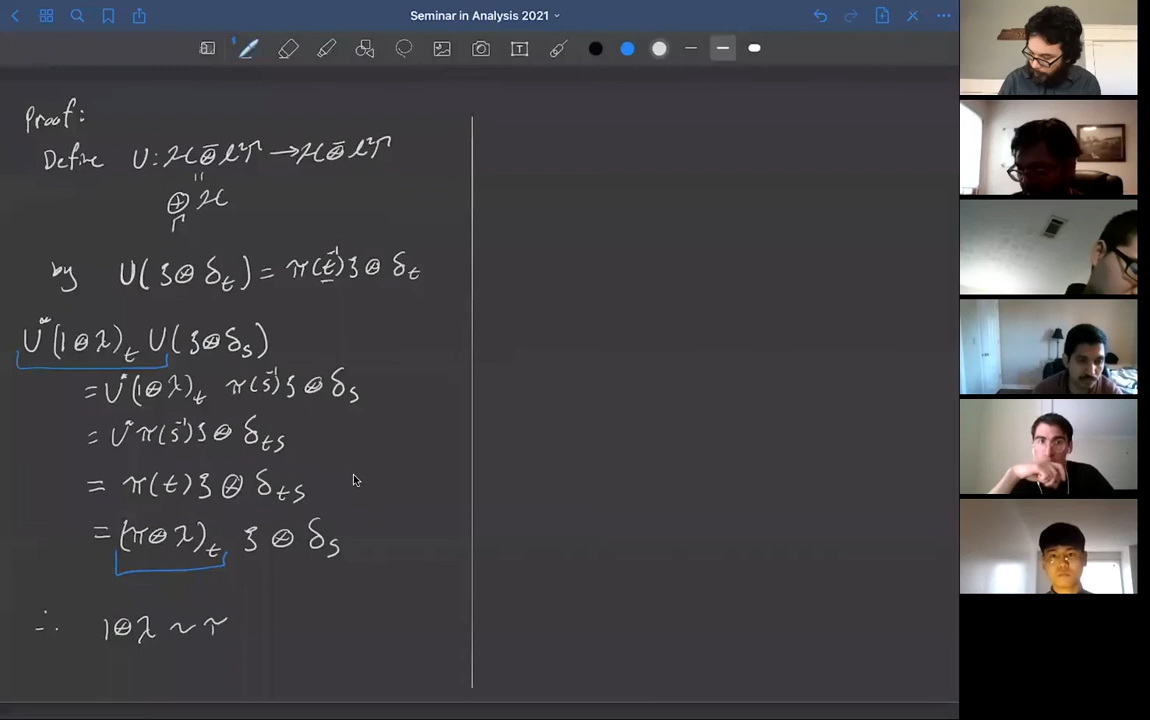 Seminar in Analysis 2021
Proof:
Define U: ℋ ⊗̄ ℓ²Γ → ℋ ⊗̄ ℓ²Γ
"
⊕ ℋ
Γ
by U(ξ ⊗ δ_t) = π(t⁻¹)ξ ⊗ δ_t
U*(1⊗λ)_t U(ξ⊗δ_s)
= U*(1⊗λ)_t π(s⁻¹)ξ ⊗ δ_s
= U* π(s⁻¹)ξ ⊗ δ_ts
= π(t)ξ ⊗ δ_ts
= (π⊗λ)_t ξ ⊗ δ_s
∴ 1⊗λ ~ π